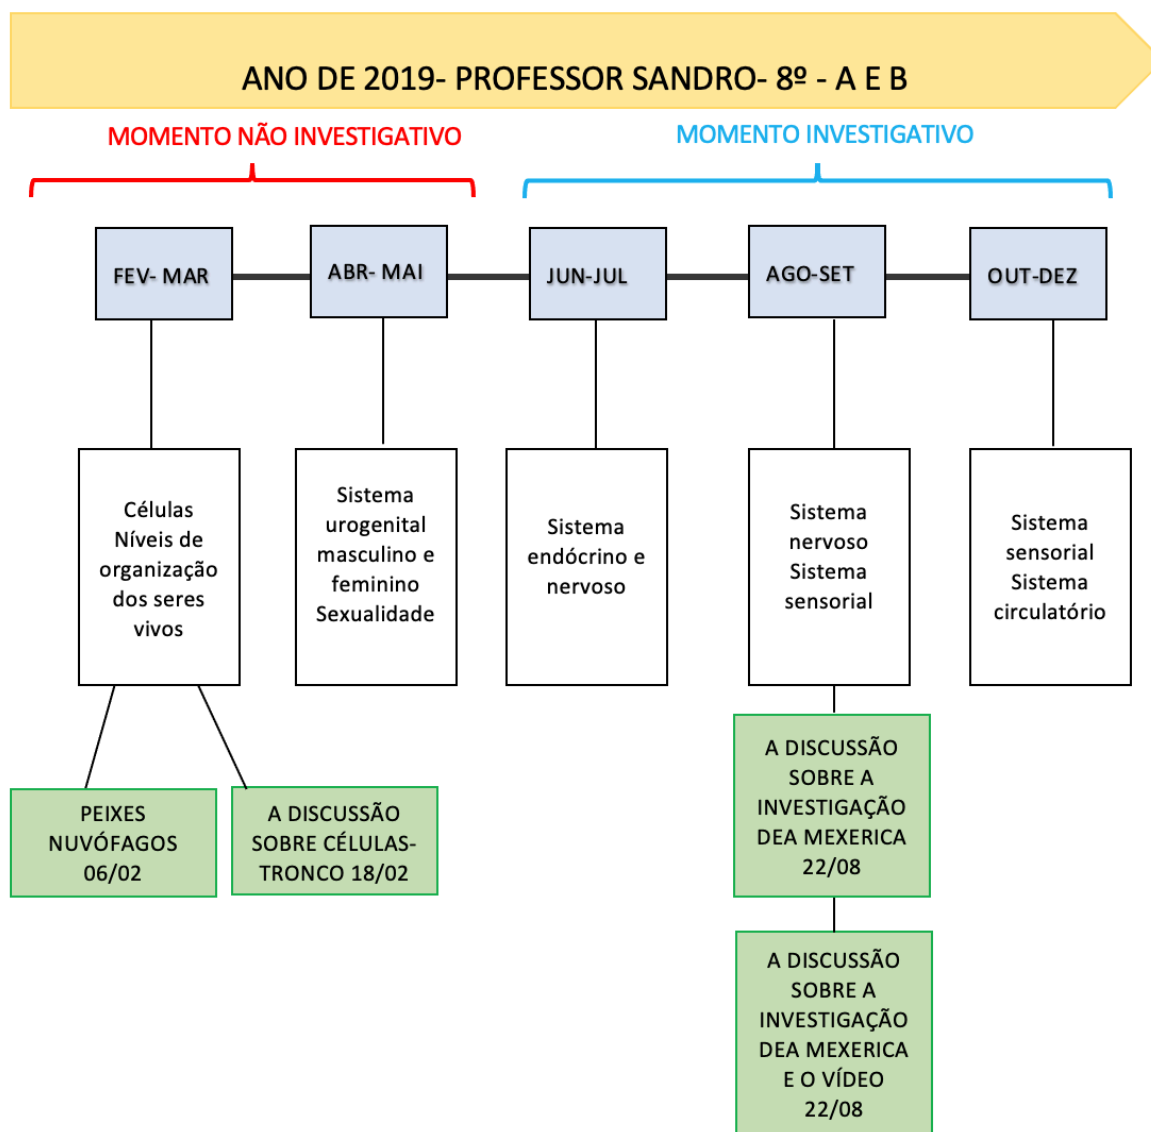 ANO DE 2019- PROFESSOR SANDRO- 8º - A E B
MOMENTO NÃO INVESTIGATIVO
MOMENTO INVESTIGATIVO
FEV- MAR
ABR- MAI
JUN-JUL
AGO-SET
OUT-DEZ
Células
Níveis de
organização
dos seres
vivos
Sistema
urogenital
masculino e
feminino
Sexualidade
Sistema
endócrino e
nervoso
Sistema
nervoso
Sistema
sensorial
Sistema
sensorial
Sistema
circulatório
PEIXES
NUVÓFAGOS
06/02
A DISCUSSÃO
SOBRE CÉLULAS-
TRONCO 18/02
A DISCUSSÃO
SOBRE A
INVESTIGAÇÃO
DEA MEXERICA
22/08
A DISCUSSÃO
SOBRE A
INVESTIGAÇÃO
DEA MEXERICA
E O VÍDEO
22/08